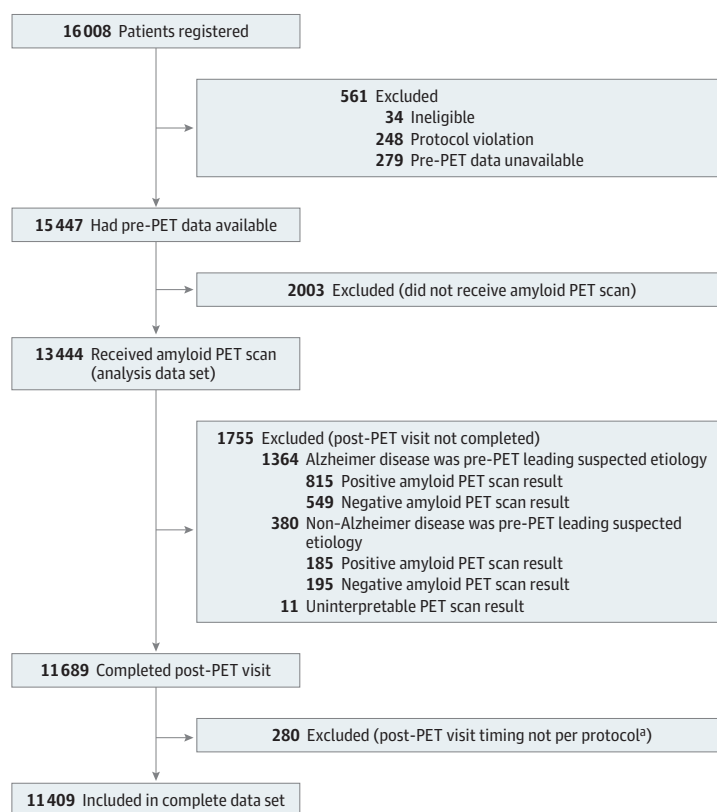 16008 Patients registered
561 Excluded
34 Ineligible
248 Protocol violation
279 Pre-PET data unavailable
15447 Had pre-PET data available
2003 Excluded (did not receive amyloid PET scan)
13444 Received amyloid PET scan
(analysis data set)
1755 Excluded (post-PET visit not completed)
1364 Alzheimer disease was pre-PET leading suspected etiology
815 Positive amyloid PET scan result
549 Negative amyloid PET scan result
380 Non-Alzheimer disease was pre-PET leading suspected
etiology
185 Positive amyloid PET scan result
195 Negative amyloid PET scan result
11 Uninterpretable PET scan result
11689 Completed post-PET visit
280 Excluded (post-PET visit timing not per protocolᵃ)
11409 Included in complete data set